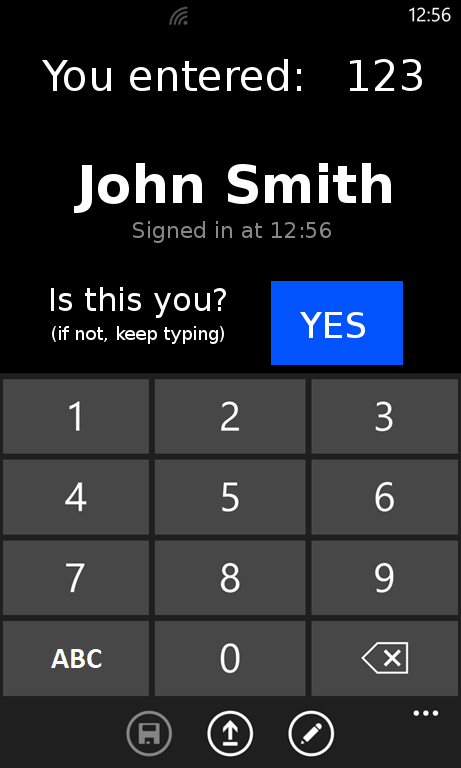 12:56
You entered: 123
John Smith
Signed in at 12:56
Is this you?
(if not, keep typing)
YES
1 2 3
4 5 6
7 8 9
ABC 0